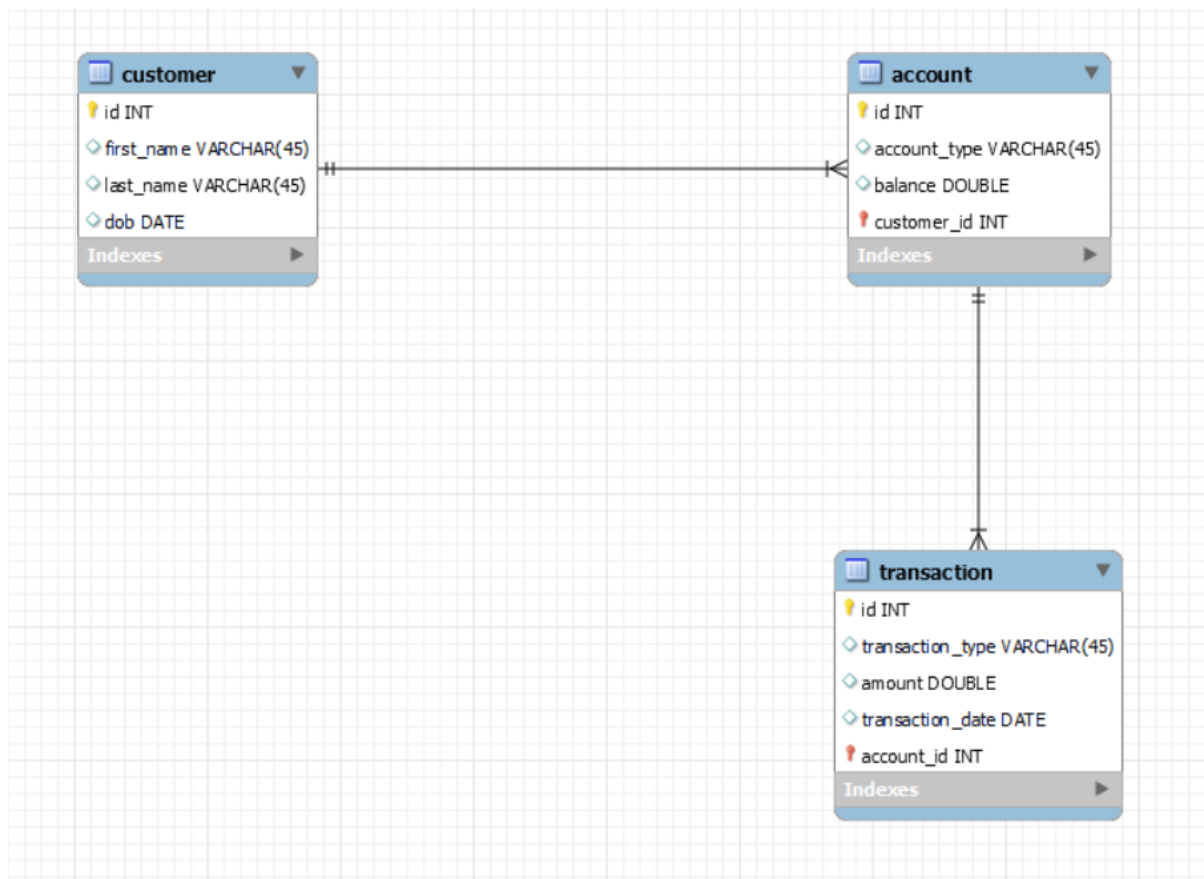 customer
id INT
first_name VARCHAR(45)
last_name VARCHAR(45)
dob DATE
Indexes
account
id INT
account_type VARCHAR(45)
balance DOUBLE
customer_id INT
Indexes
transaction
id INT
transaction_type VARCHAR(45)
amount DOUBLE
transaction_date DATE
account_id INT
Indexes